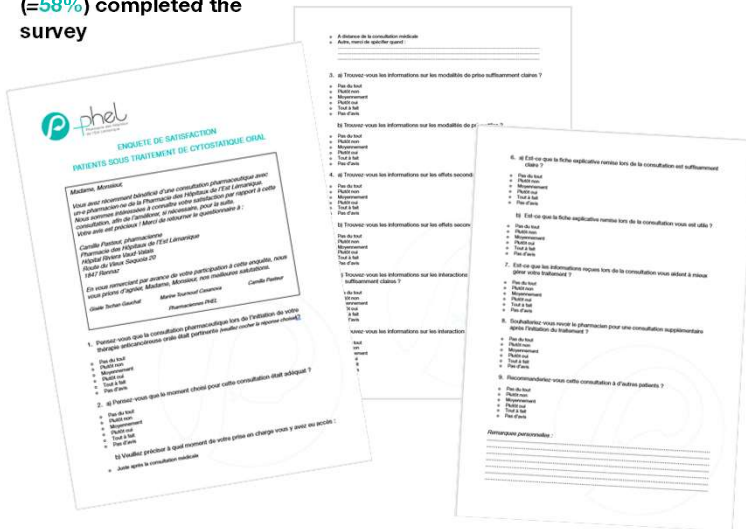 (=58%) completed the
survey
phel
Pharmacie des Hôpitaux
de l'Est Lémanique
ENQUETE DE SATISFACTION
PATIENTS SOUS TRAITEMENT DE CYTOSTATIQUE ORAL
Madame, Monsieur,
Vous avez récemment bénéficié d'une consultation pharmaceutique avec
un-e pharmacien-ne de la Pharmacie des Hôpitaux de l'Est Lémanique.
Nous sommes intéressées à connaître votre satisfaction par rapport à cette
consultation, afin de l'améliorer, si nécessaire, pour la suite.
Votre avis est précieux ! Merci de retourner le questionnaire à :
Camille Pasteur, pharmacienne
Pharmacie des Hôpitaux de l'Est Lémanique
Hôpital Riviera Vaud-Valais
Route du Vieux Sequoia 20
1847 Rennaz
En vous remerciant par avance de votre participation à cette enquête, nous
vous prions d'agréer, Madame, Monsieur, nos meilleures salutations.
Camille Pasteur
Pharmaciennes PHEL
1. Pensez-vous que la consultation pharmaceutique lors de l'initiation de votre
thérapie anticancéreuse orale était pertinente (veuillez cocher la réponse choisie)?
Pas du tout
Plutôt non
Moyennement
Plutôt oui
Tout à fait
Pas d'avis
2. a) Pensez-vous que le moment choisi pour cette consultation était adéquat ?
Pas du tout
Plutôt non
Moyennement
Plutôt oui
Tout à fait
Pas d'avis
b) Veuillez préciser à quel moment de votre prise en charge vous y avez eu accès :
Juste après la consultation médicale
A distance de la consultation médicale
Autre, merci de spécifier quand :
3. a) Trouvez-vous les informations sur les modalités de prise suffisamment claires ?
Pas du tout
Plutôt non
Moyennement
Plutôt oui
Tout à fait
Pas d'avis
b) Trouvez-vous les informations sur les modalités de
Pas du tout
Plutôt non
Moyennement
Plutôt oui
Tout à fait
Pas d'avis
4. a) Trouvez-vous les informations sur les effets second
Pas du tout
Plutôt non
Moyennement
Plutôt oui
Tout à fait
Pas d'avis
b) Trouvez-vous les informations sur les effets secon
Pas du tout
Plutôt non
Moyennement
Plutôt oui
Tout à fait
Pas d'avis
Trouvez-vous les informations sur les interactions
suffisamment claires ?
les informations sur les interaction
6. a) Est-ce que la fiche explicative remise lors de la consultation est suffisamment
claire ?
Pas du tout
Plutôt non
Moyennement
Plutôt oui
Tout à fait
Pas d'avis
b) Est-ce que la fiche explicative remise lors de la consultation vous est utile ?
Pas du tout
Plutôt non
Moyennement
Plutôt oui
Tout à fait
Pas d'avis
7. Est-ce que les informations reçues lors de la consultation vous aident à mieux
gérer votre traitement ?
Pas du tout
Plutôt non
Moyennement
Plutôt oui
Tout à fait
Pas d'avis
8. Souhaiteriez-vous revoir le pharmacien pour une consultation supplémentaire
après l'initiation du traitement ?
Pas du tout
Plutôt non
Moyennement
Plutôt oui
Tout à fait
Pas d'avis
9. Recommanderiez-vous cette consultation à d'autres patients ?
Pas du tout
Plutôt non
Moyennement
Plutôt oui
Tout à fait
Pas d'avis
Remarques personnelles :